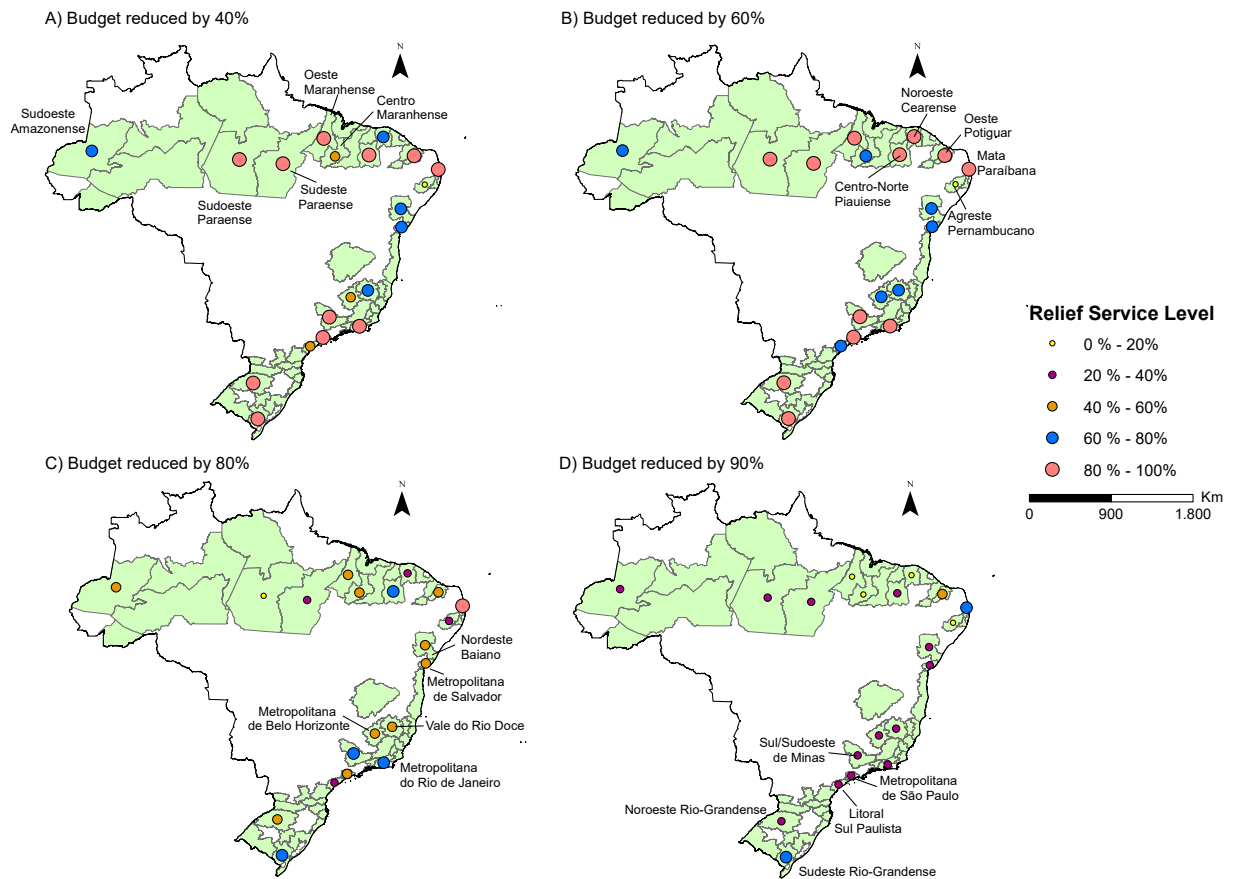 A) Budget reduced by 40%
N
Oeste
Maranhense
Centro
Maranhense
Sudoeste
Amazonense
Sudeste
Paraense
Sudoeste
Paraense
B) Budget reduced by 60%
N
Noroeste
Cearense
Oeste
Potiguar
Mata
Paraíbana
Centro-Norte
Piauiense
Agreste
Pernambucano
Relief Service Level
0 % - 20%
20 % - 40%
40 % - 60%
60 % - 80%
80 % - 100%
Km
0 900 1.800
C) Budget reduced by 80%
N
Nordeste
Baiano
Metropolitana
de Salvador
Metropolitana
de Belo Horizonte
Vale do Rio Doce
Metropolitana
do Rio de Janeiro
D) Budget reduced by 90%
N
Sul/Sudoeste
de Minas
Metropolitana
de São Paulo
Litoral
Sul Paulista
Noroeste Rio-Grandense
Sudeste Rio-Grandense